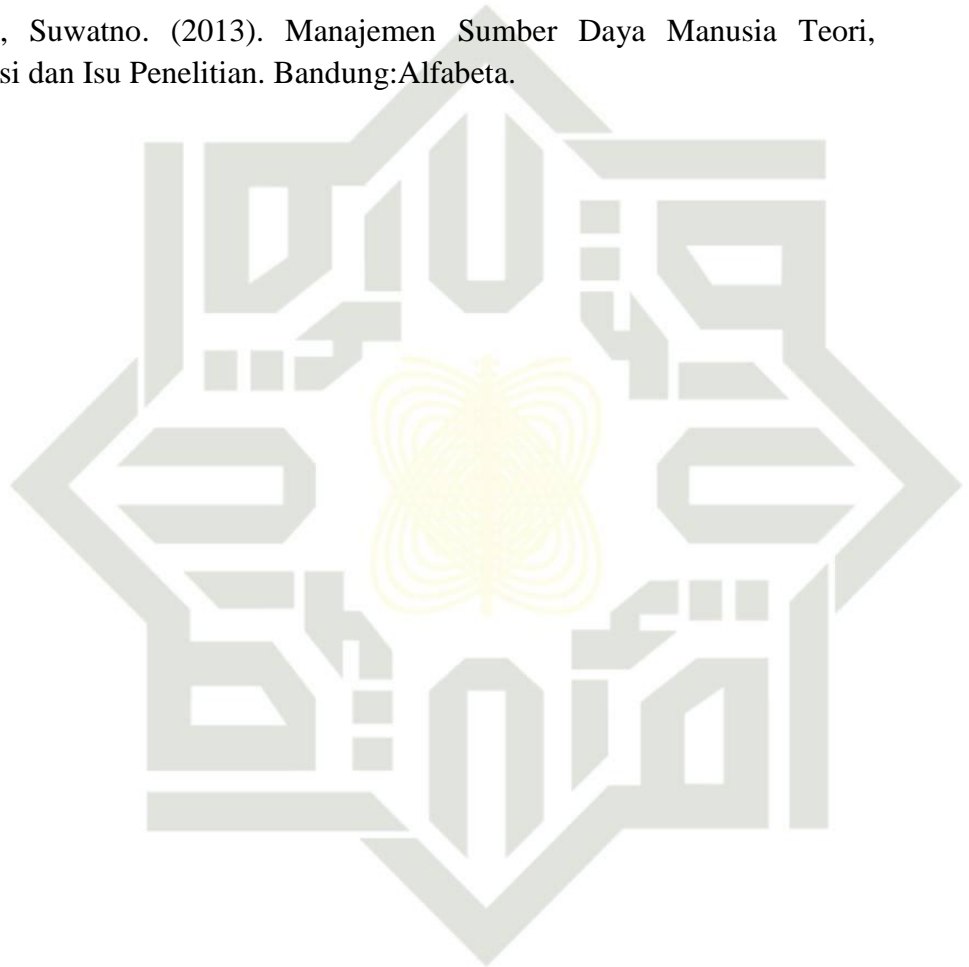 , Suwatno. (2013). Manajemen Sumber Daya Manusia Teori,
si dan Isu Penelitian. Bandung:Alfabeta.